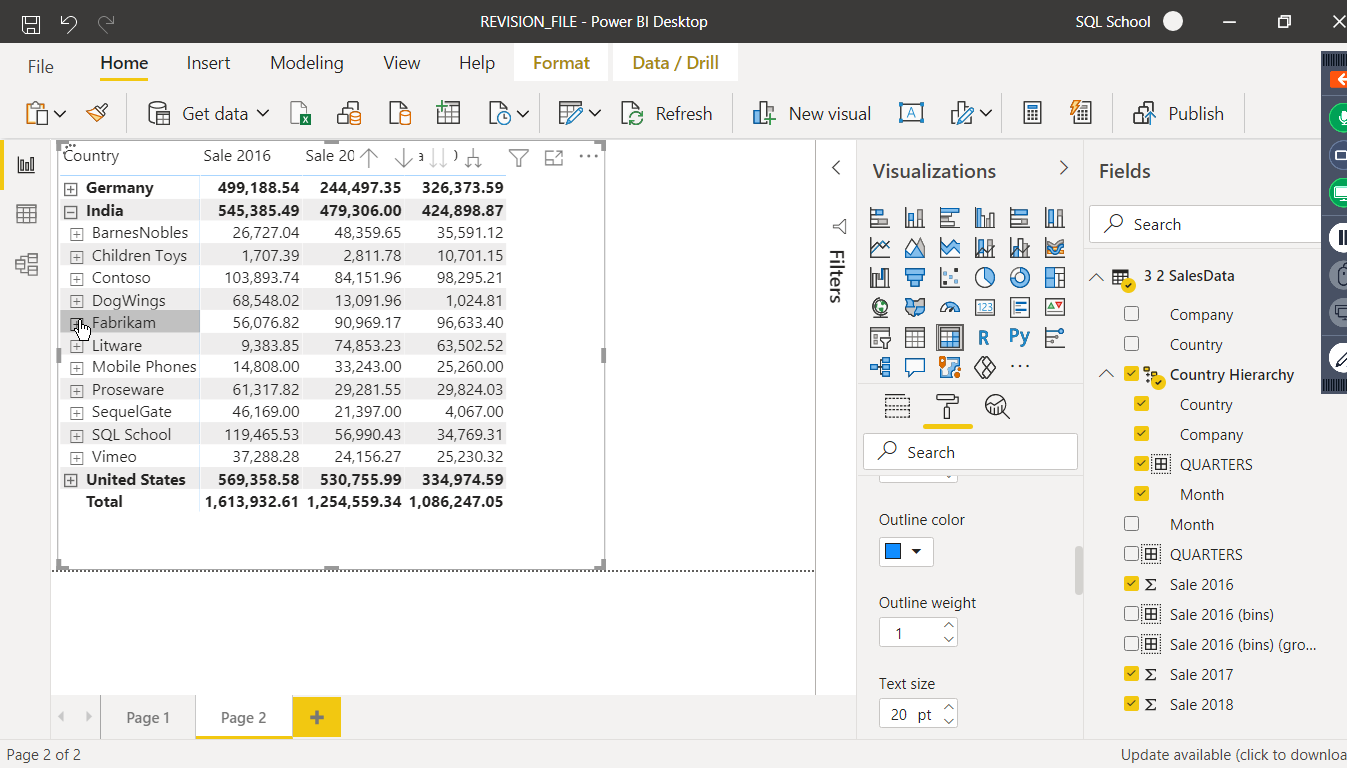 REVISION_FILE - Power BI Desktop
SQL School
File Home Insert Modeling View Help Format Data / Drill
Get data Refresh New visual Publish
Country Sale 2016 Sale 20
Germany 499,188.54 244,497.35 326,373.59
India 545,385.49 479,306.00 424,898.87
BarnesNobles 26,727.04 48,359.65 35,591.12
Children Toys 1,707.39 2,811.78 10,701.15
Contoso 103,893.74 84,151.96 98,295.21
DogWings 68,548.02 13,091.96 1,024.81
Fabrikam 56,076.82 90,969.17 96,633.40
Litware 9,383.85 74,853.23 63,502.52
Mobile Phones 14,808.00 33,243.00 25,260.00
Proseware 61,317.82 29,281.55 29,824.03
SequelGate 46,169.00 21,397.00 4,067.00
SQL School 119,465.53 56,990.43 34,769.31
Vimeo 37,288.28 24,156.27 25,230.32
United States 569,358.58 530,755.99 334,974.59
Total 1,613,932.61 1,254,559.34 1,086,247.05
Filters
Visualizations
123
R Py
Search
Outline color
Outline weight
1
Text size
20 pt
Fields
Search
3 2 SalesData
Company
Country
Country Hierarchy
Country
Company
QUARTERS
Month
Month
QUARTERS
Sale 2016
Sale 2016 (bins)
Sale 2016 (bins) (gro...
Sale 2017
Sale 2018
Page 1 Page 2
Page 2 of 2
Update available (click to downloa